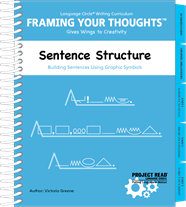 Language Circle® Writing Curriculum
FRAMING YOUR THOUGHTS™
Gives Wings to Creativity
Sentence Structure
Building Sentences Using Graphic Symbols
PROJECT READ
Author: Victoria Greene